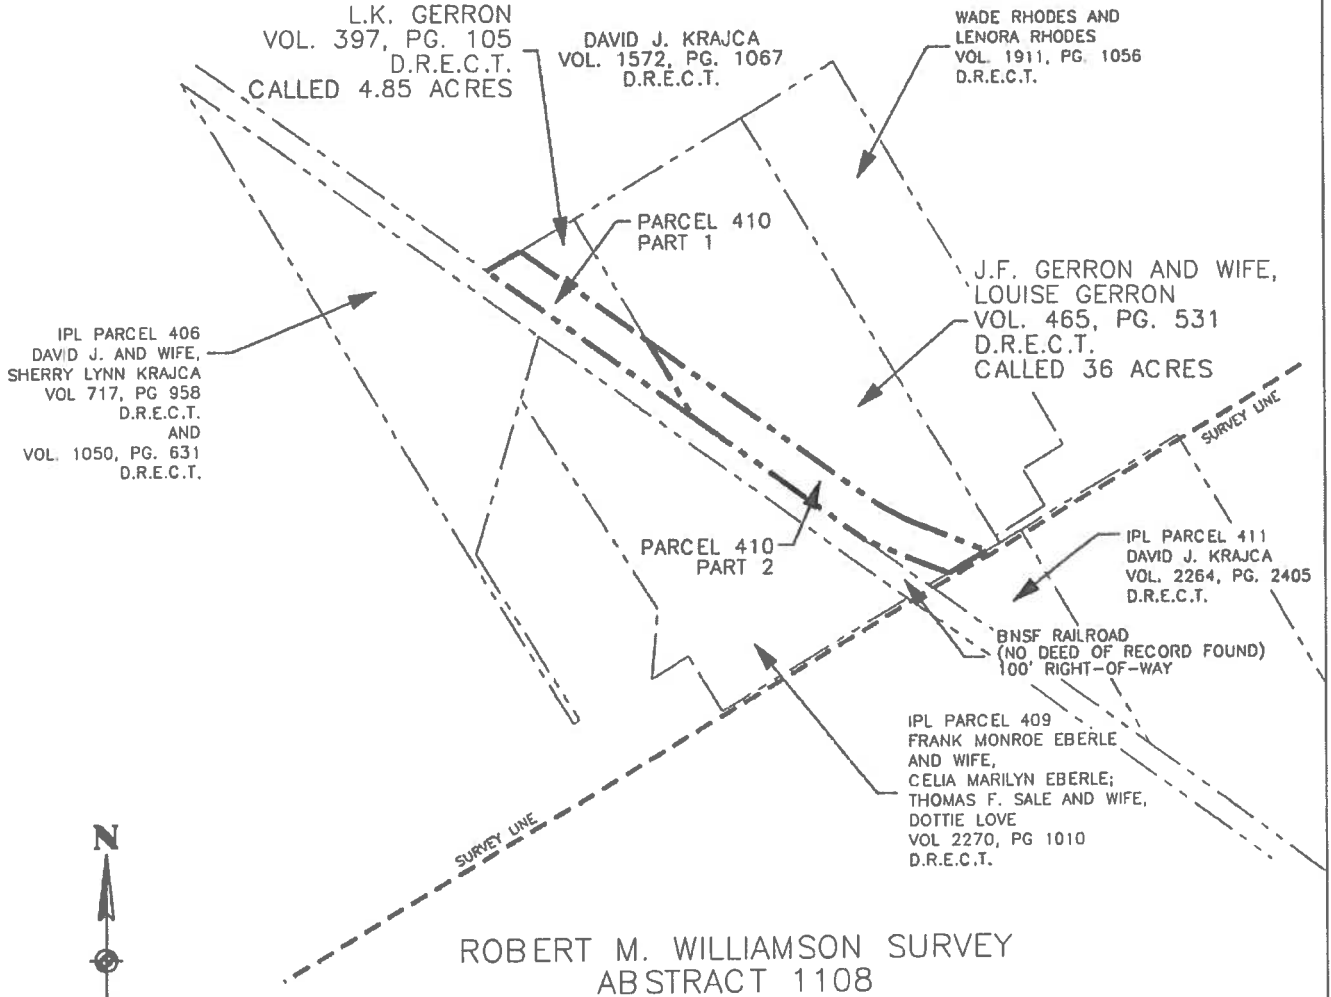 L.K. GERRON
VOL. 397, PG. 105
D.R.E.C.T.
CALLED 4.85 ACRES
DAVID J. KRAJCA
VOL. 1572, PG. 1067
D.R.E.C.T.
WADE RHODES AND
LENORA RHODES
VOL. 1911, PG. 1056
D.R.E.C.T.
PARCEL 410
PART 1
J.F. GERRON AND WIFE,
LOUISE GERRON
VOL. 465, PG. 531
D.R.E.C.T.
CALLED 36 ACRES
IPL PARCEL 406
DAVID J. AND WIFE,
SHERRY LYNN KRAJCA
VOL 717, PG 958
D.R.E.C.T.
AND
VOL. 1050, PG. 631
D.R.E.C.T.
SURVEY LINE
PARCEL 410
PART 2
IPL PARCEL 411
DAVID J. KRAJCA
VOL. 2264, PG. 2405
D.R.E.C.T.
BNSF RAILROAD
(NO DEED OF RECORD FOUND)
100' RIGHT-OF-WAY
IPL PARCEL 409
FRANK MONROE EBERLE
AND WIFE,
CELIA MARILYN EBERLE;
THOMAS F. SALE AND WIFE,
DOTTIE LOVE
VOL 2270, PG 1010
D.R.E.C.T.
SURVEY LINE
N
ROBERT M. WILLIAMSON SURVEY
ABSTRACT 1108